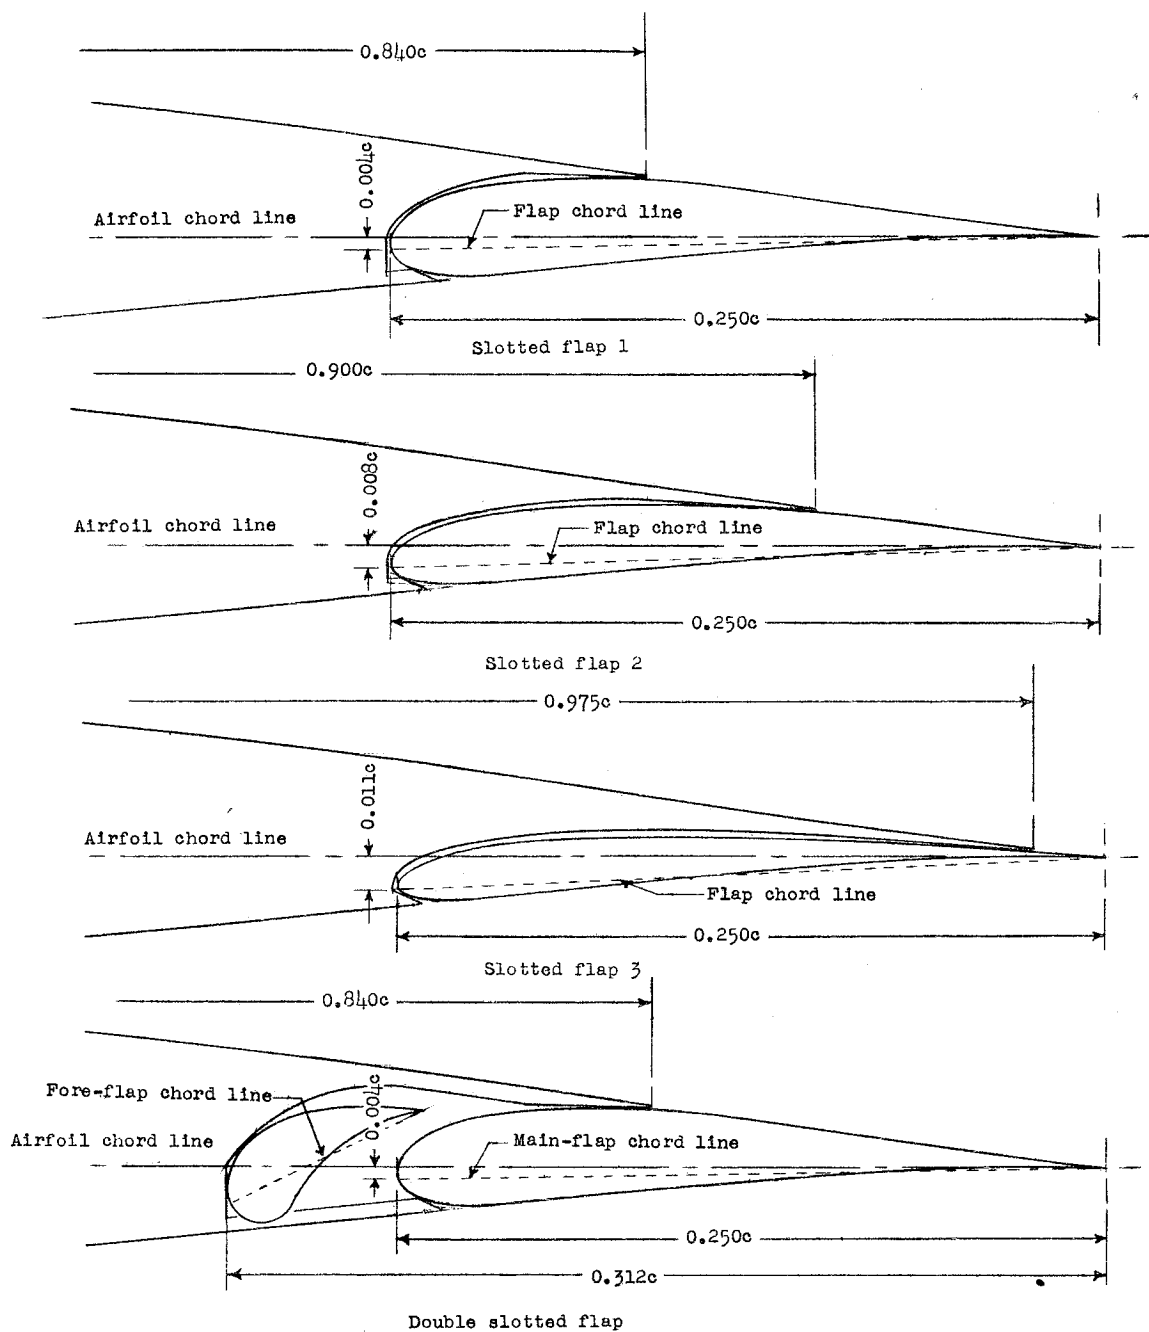 0.840c
0.004c
Airfoil chord line
Flap chord line
0.250c
Slotted flap 1
0.900c
0.008c
Airfoil chord line
Flap chord line
0.250c
Slotted flap 2
0.975c
0.011c
Airfoil chord line
Flap chord line
0.250c
Slotted flap 3
0.840c
Fore-flap chord line
0.004c
Airfoil chord line
Main-flap chord line
0.250c
0.312c
Double slotted flap